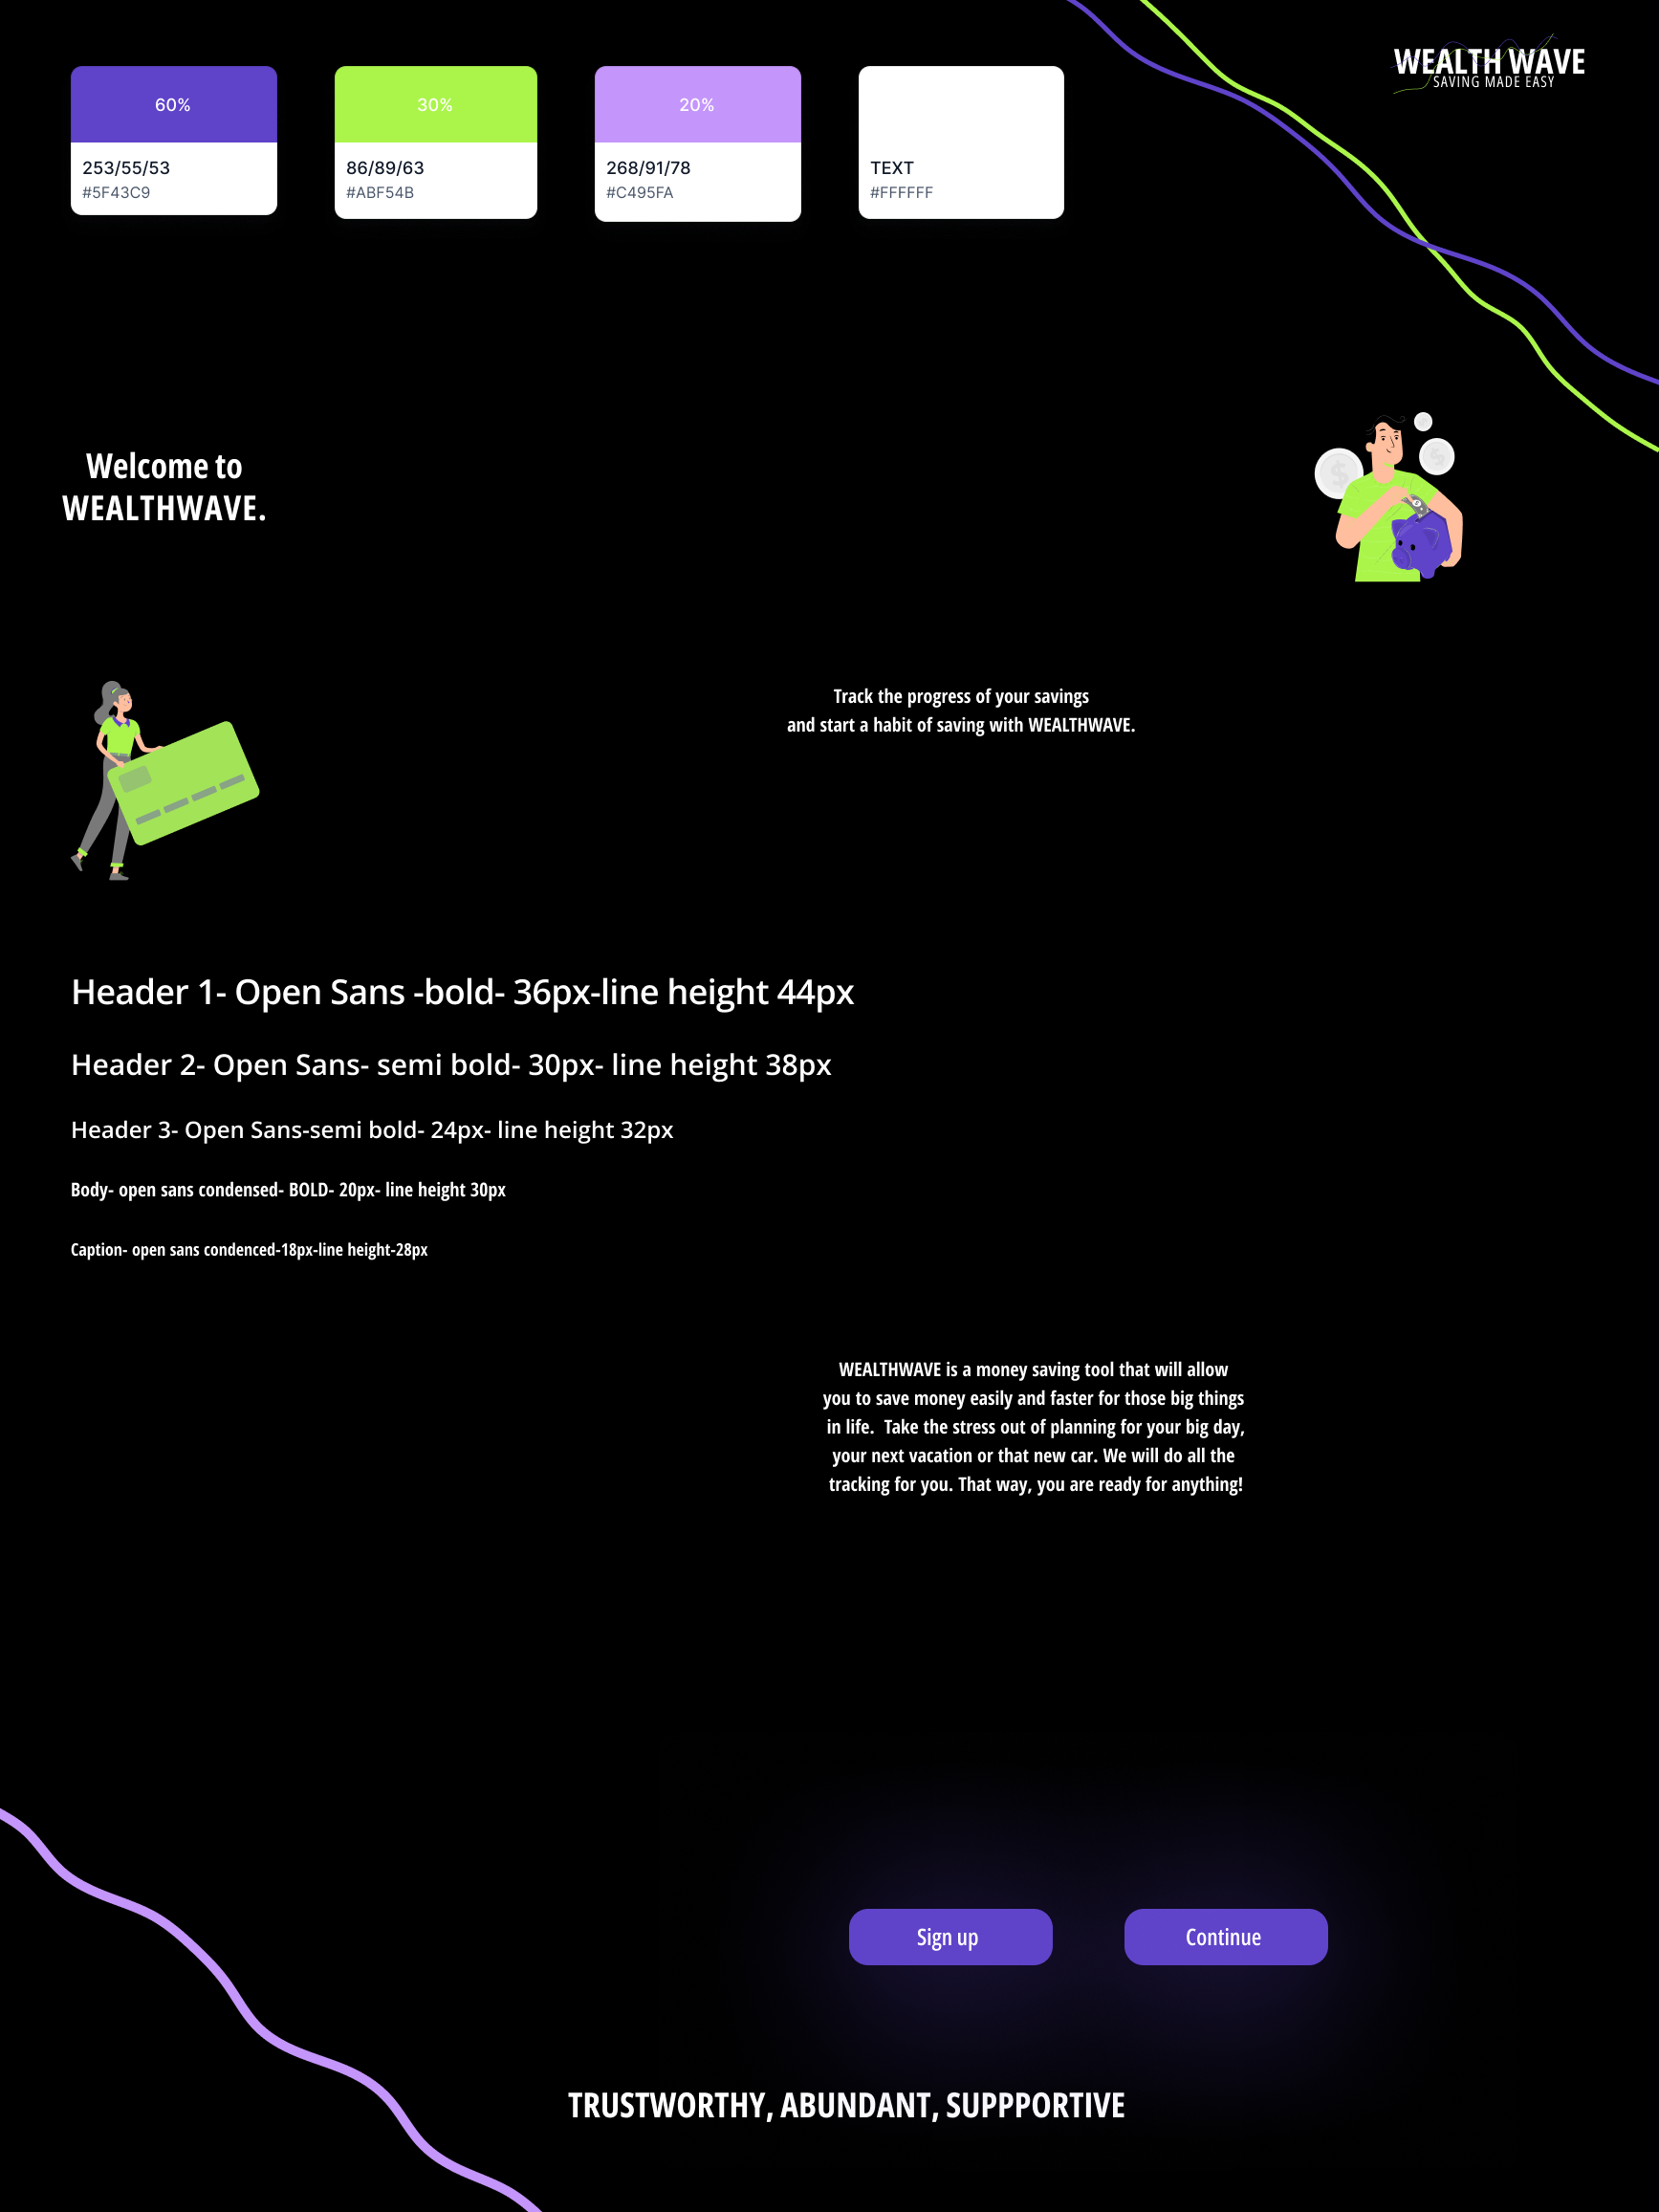 WEALTH WAVE
SAVING MADE EASY
60%
253/55/53
#5F43C9
30%
86/89/63
#ABF54B
20%
268/91/78
#C495FA
TEXT
#FFFFFF
Welcome to
WEALTHWAVE.
$
$
Track the progress of your savings
and start a habit of saving with WEALTHWAVE.
Header 1- Open Sans -bold- 36px-line height 44px
Header 2- Open Sans- semi bold- 30px- line height 38px
Header 3- Open Sans-semi bold- 24px- line height 32px
Body- open sans condensed- BOLD- 20px- line height 30px
Caption- open sans condenced-18px-line height-28px
WEALTHWAVE is a money saving tool that will allow
you to save money easily and faster for those big things
in life.  Take the stress out of planning for your big day,
your next vacation or that new car. We will do all the
tracking for you. That way, you are ready for anything!
Sign up
Continue
TRUSTWORTHY, ABUNDANT, SUPPPORTIVE